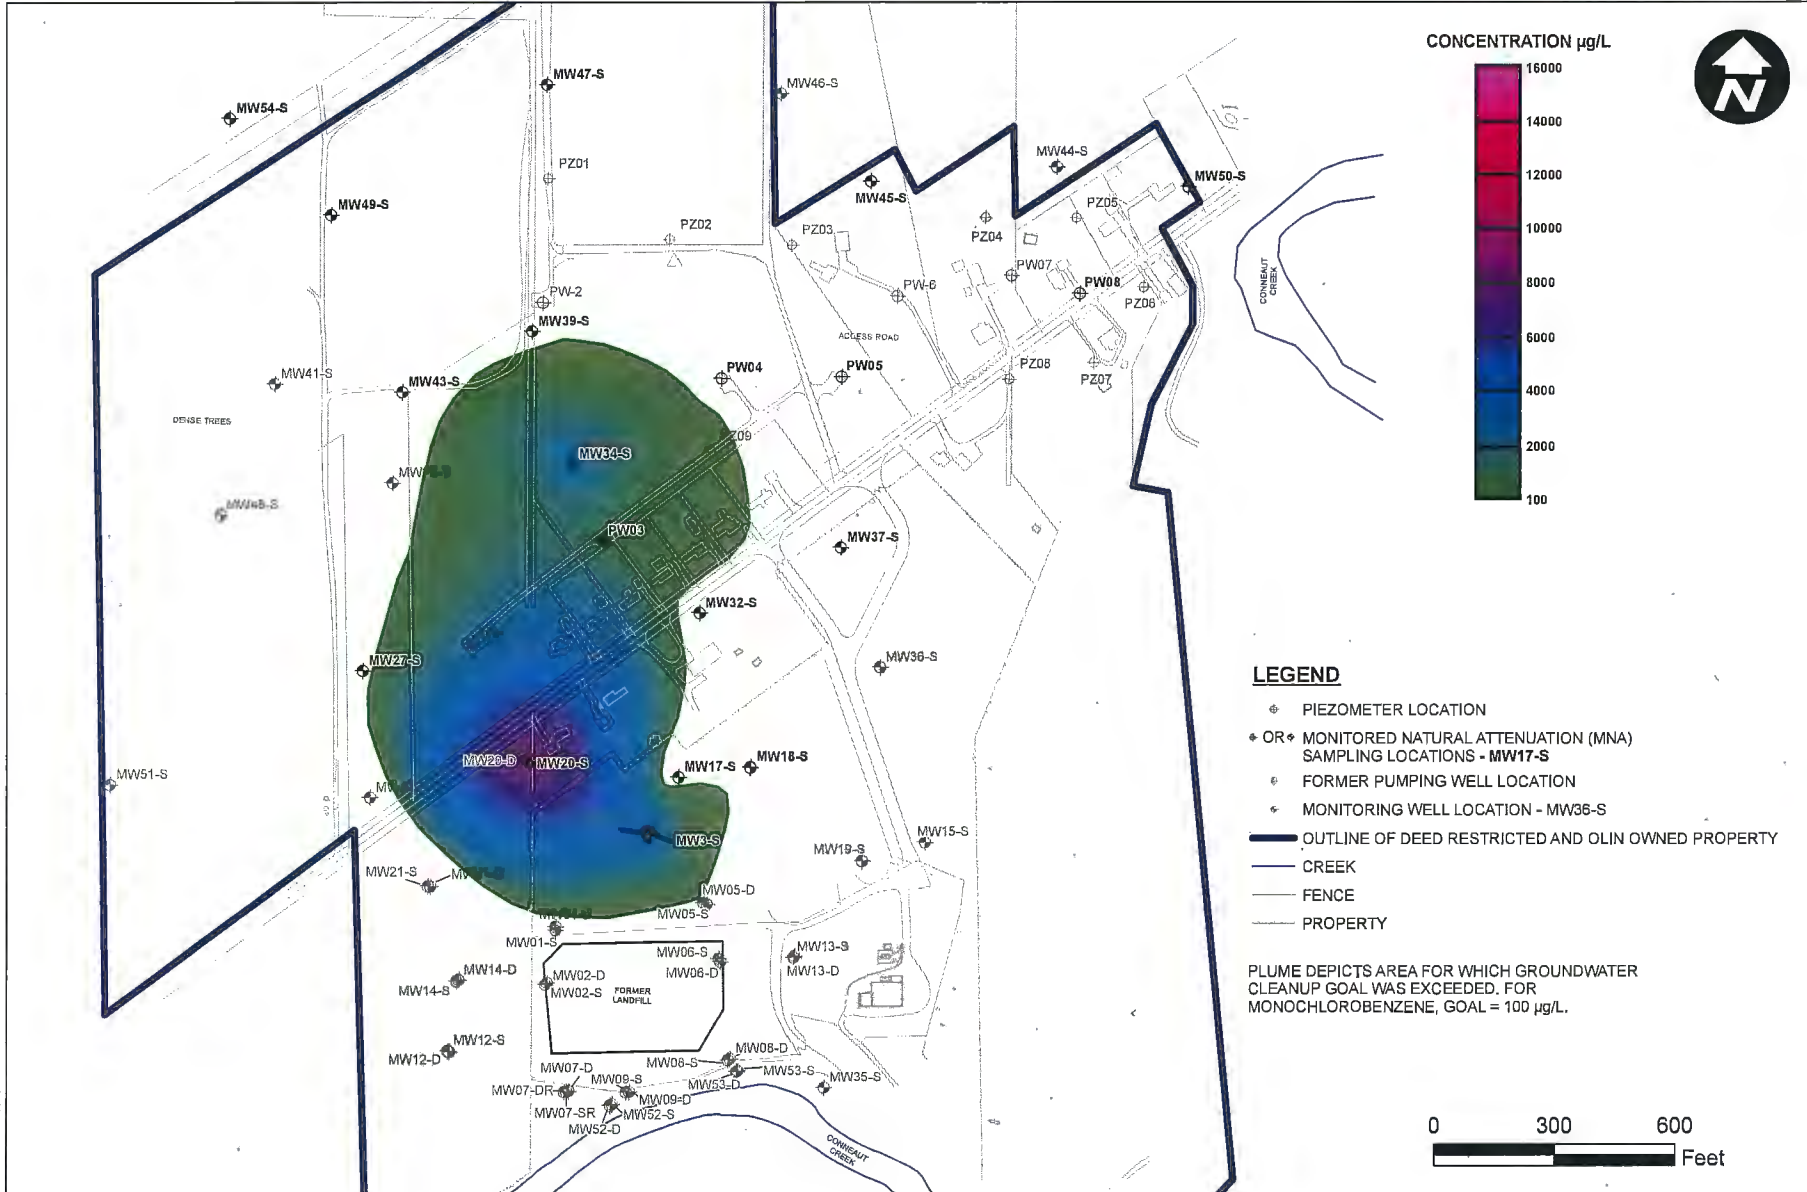 CONCENTRATION µg/L
16000
14000
12000
10000
8000
6000
4000
2000
100
N
MW47-S
MW46-S
MW54-S
PZ01
MW44-S
MW50-S
MW45-S
MW49-S
PZ05
PZ02
PZ03
PZ04
CONNEAUT
CREEK
PW07
PW-2
PW-6
PW08
PZ06
MW39-S
ACCESS ROAD
MW41-S
MW43-S
PW04
PW05
PZ08
PZ07
DENSE TREES
MW34-S
MW48-S
PW03
MW37-S
MW32-S
MW27-S
MW36-S
MW20-D
MW20-S
MW17-S
MW18-S
MW51-S
MW3-S
MW15-S
MW19-S
MW21-S
MW05-D
MW05-S
MW01-S
MW06-S
MW06-D
MW13-S
MW13-D
MW14-D
MW14-S
MW02-D
MW02-S
FORMER
LANDFILL
MW12-S
MW12-D
MW08-D
MW08-S
MW07-D
MW09-S
MW53-S
MW53-D
MW35-S
MW07-DR
MW09-D
MW07-SR
MW52-S
MW52-D
CONNEAUT
CREEK
LEGEND
PIEZOMETER LOCATION
OR MONITORED NATURAL ATTENUATION (MNA)
SAMPLING LOCATIONS - MW17-S
FORMER PUMPING WELL LOCATION
MONITORING WELL LOCATION - MW36-S
OUTLINE OF DEED RESTRICTED AND OLIN OWNED PROPERTY
CREEK
FENCE
PROPERTY
PLUME DEPICTS AREA FOR WHICH GROUNDWATER
CLEANUP GOAL WAS EXCEEDED. FOR
MONOCHLOROBENZENE, GOAL = 100 µg/L.
0 300 600
Feet